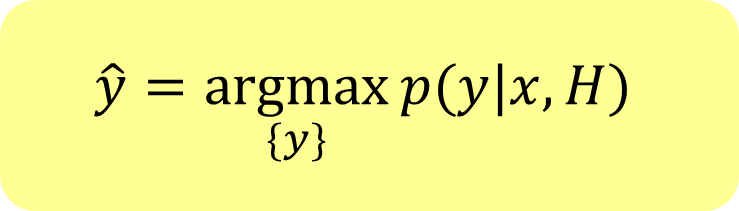 ŷ = argmax p(y|x, H)
{y}